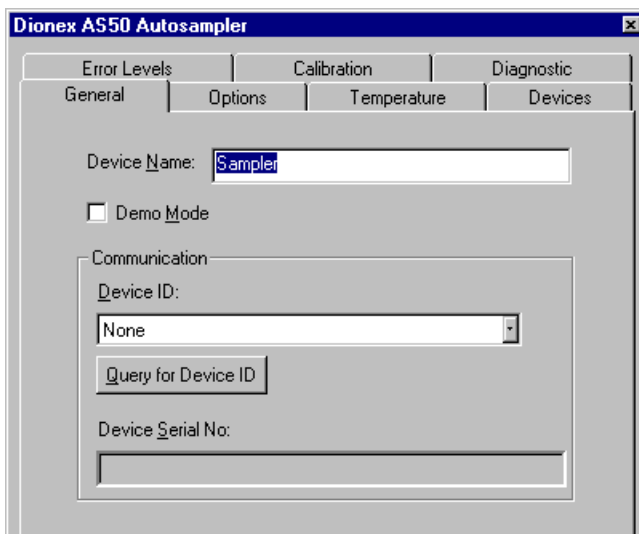 Dionex AS50 Autosampler
Error Levels Calibration Diagnostic
General Options Temperature Devices
Device Name: Sampler
Demo Mode
Communication
Device ID:
None
Query for Device ID
Device Serial No: